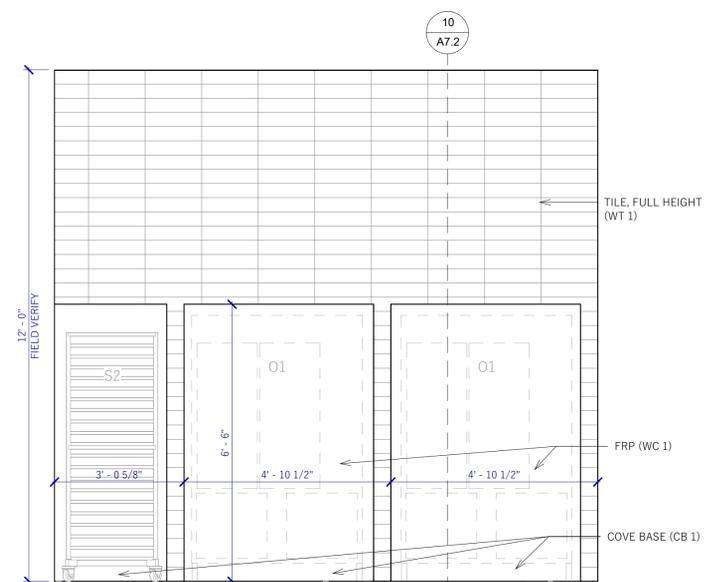 10
A7.2
TILE, FULL HEIGHT
(WT 1)
12' - 0"
FIELD VERIFY
S2
O1
O1
6' - 6"
FRP (WC 1)
3' - 0 5/8"
4' - 10 1/2"
4' - 10 1/2"
COVE BASE (CB 1)